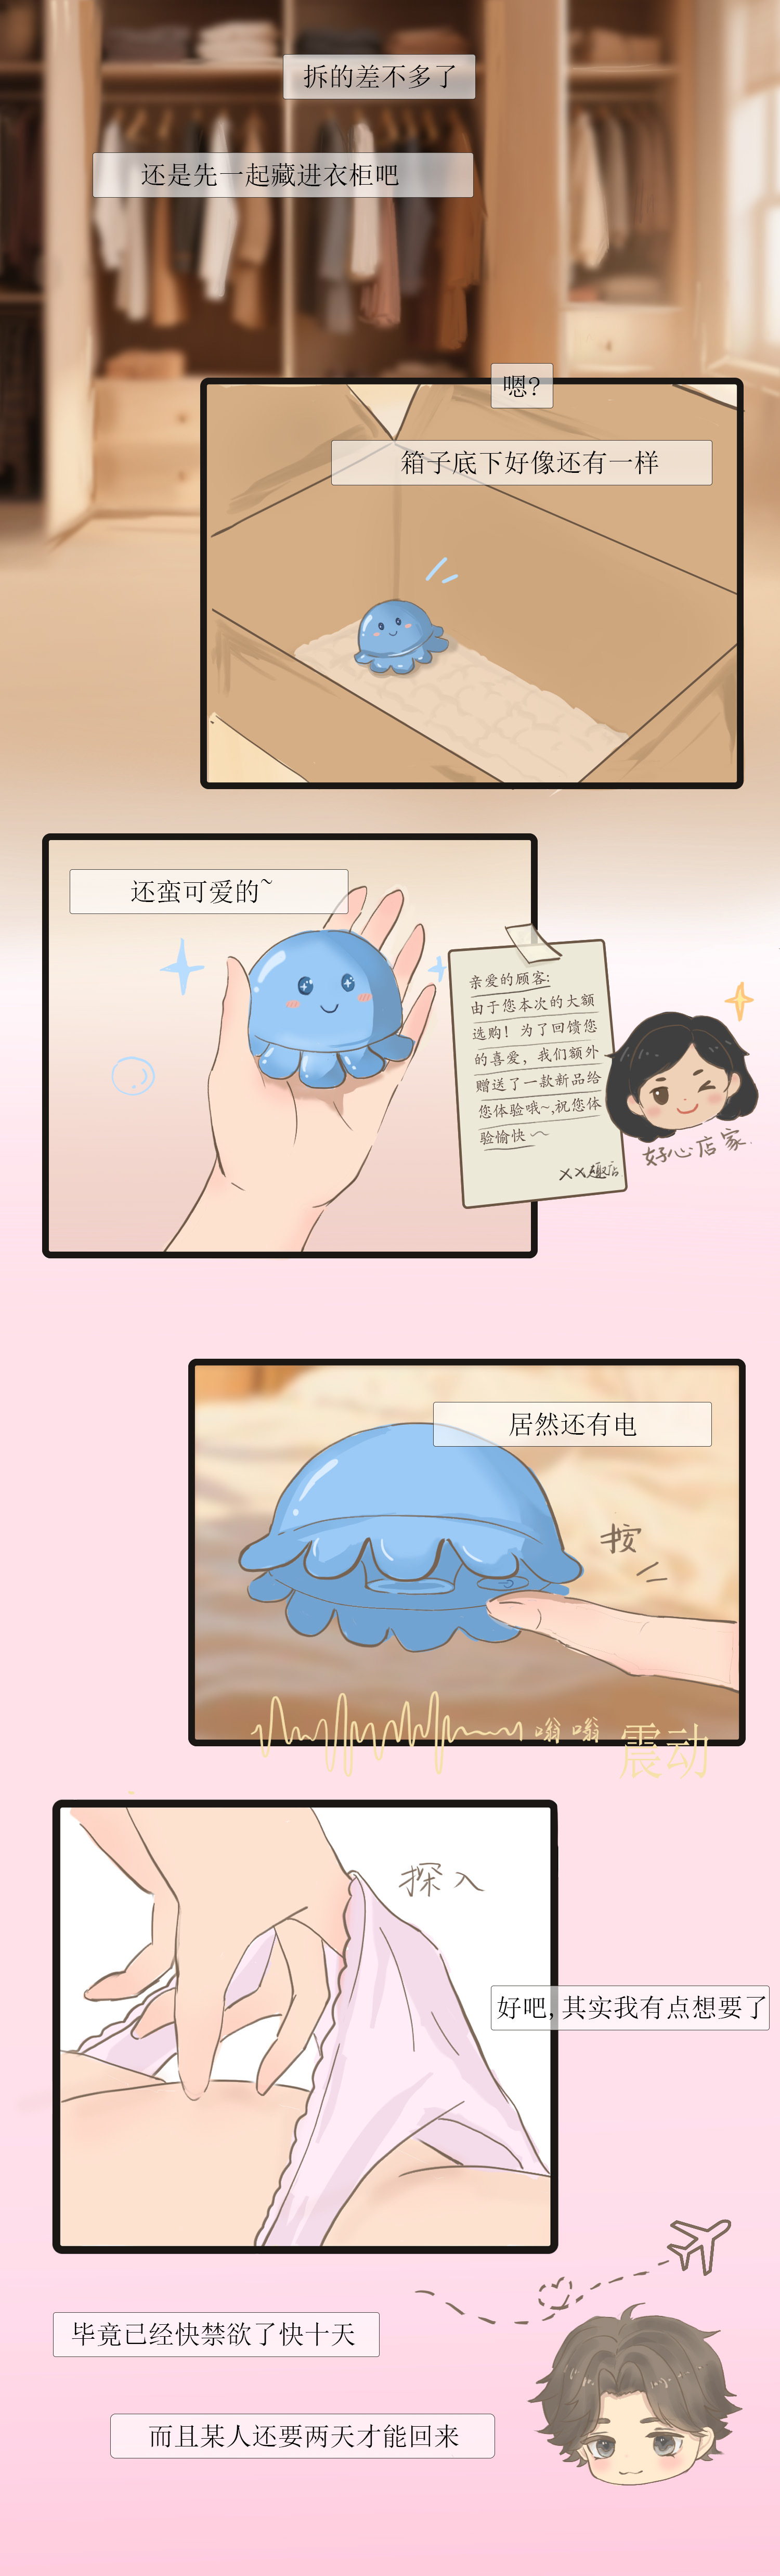 拆的差不多了
还是先一起藏进衣柜吧
嗯?
箱子底下好像还有一样
还蛮可爱的~
亲爱的顾客:
由于您本次的大额
选购！为了回馈您
的喜爱，我们额外
赠送了一款新品给
您体验哦~,祝您体
验愉快~
××趣店
好心店家.
居然还有电
按
嗡嗡 震动
探入
好吧,其实我有点想要了
毕竟已经快禁欲了快十天
而且某人还要两天才能回来